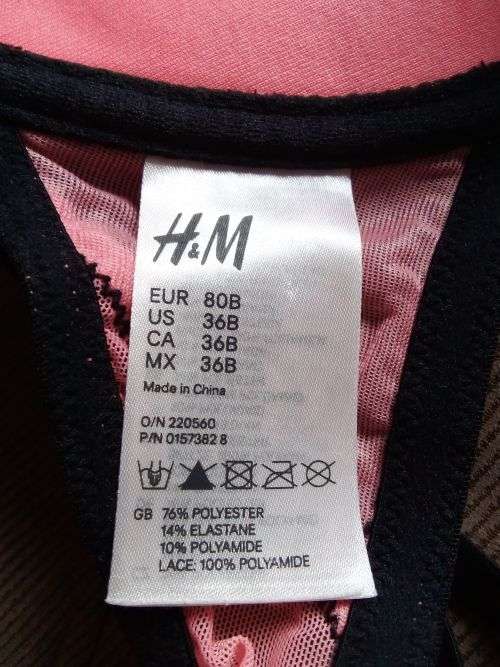 H&M
EUR 80B
US 36B
CA 36B
MX 36B
Made in China
O/N 220560
P/N 0157382 8
GB 76% POLYESTER
14% ELASTANE
10% POLYAMIDE
LACE: 100% POLYAMIDE